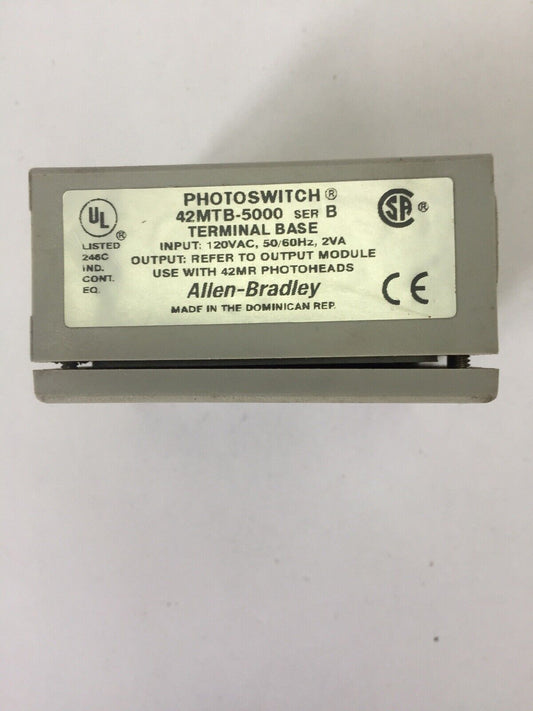 PHOTOSWITCH ®
42MTB-5000 SER B
TERMINAL BASE
INPUT: 120VAC, 50/60Hz, 2VA
OUTPUT: REFER TO OUTPUT MODULE
USE WITH 42MR PHOTOHEADS
Allen-Bradley
MADE IN THE DOMINICAN REP.
UL ®
LISTED
246C
IND.
CONT.
EQ.
SA ®
CE